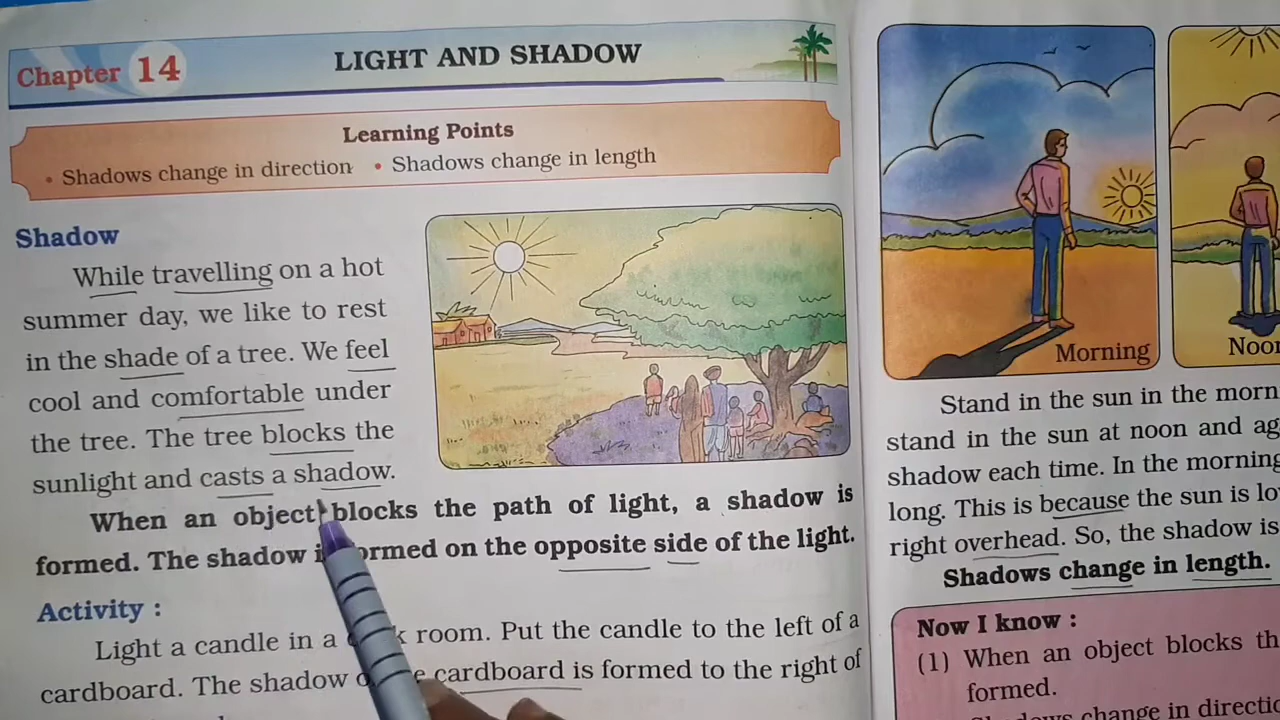 Chapter 14
LIGHT AND SHADOW
Learning Points
• Shadows change in direction • Shadows change in length
Shadow
While travelling on a hot
summer day, we like to rest
in the shade of a tree. We feel
cool and comfortable under
the tree. The tree blocks the
sunlight and casts a shadow.
When an object blocks the path of light, a shadow is
formed. The shadow formed on the opposite side of the light.
Activity :
Light a candle in a room. Put the candle to the left of a
cardboard. The shadow cardboard is formed to the right of
Morning
Stand in the sun in the
stand in the sun at noon and
shadow each time. In the morning
long. This is because the sun is
right overhead. So, the shadow is
Shadows change in length.
Now I know :
(1) When an object blocks
formed.
Shadows change in